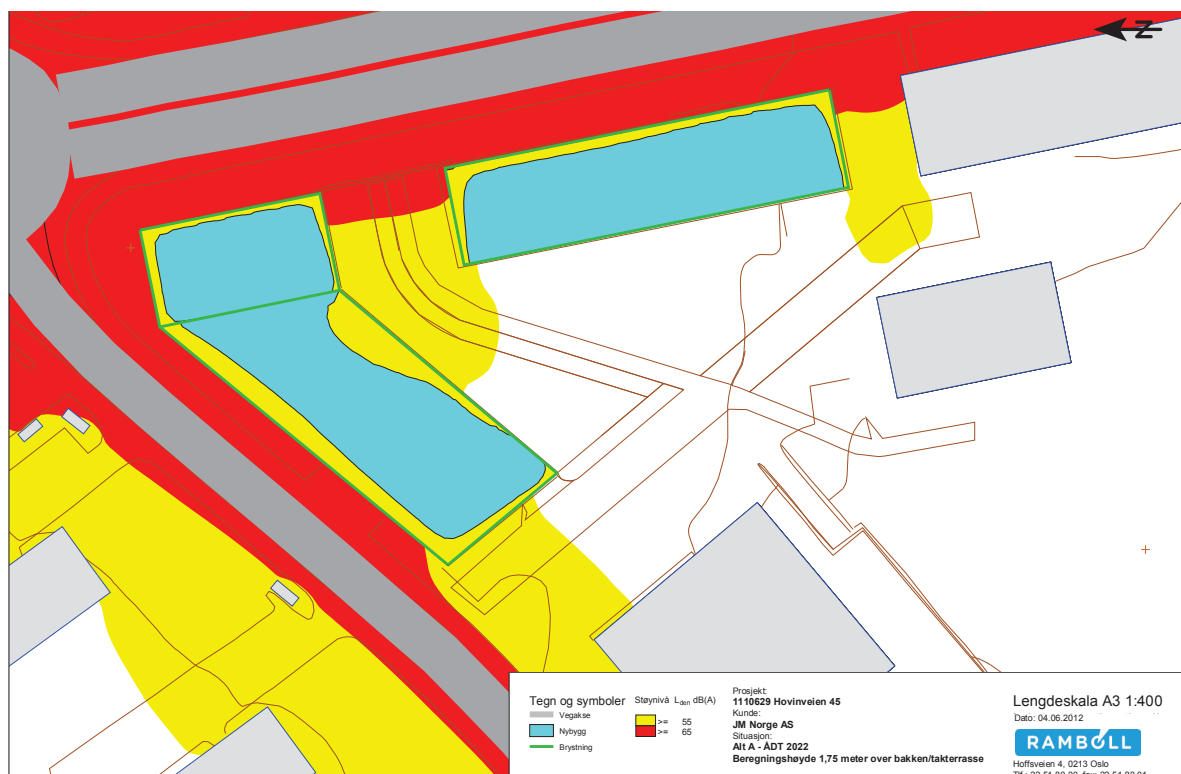 Z
Tegn og symboler
Vegakse
Nybygg
Brystning
Støynivå Lden dB(A)
>= 55
>= 65
Prosjekt:
1110629 Hovinveien 45
Kunde:
JM Norge AS
Situasjon:
Alt A - ÅDT 2022
Beregningshøyde 1,75 meter over bakken/takterrasse
Lengdeskala A3 1:400
Dato: 04.06.2012
RAMBOLL
Hoffsveien 4, 0213 Oslo